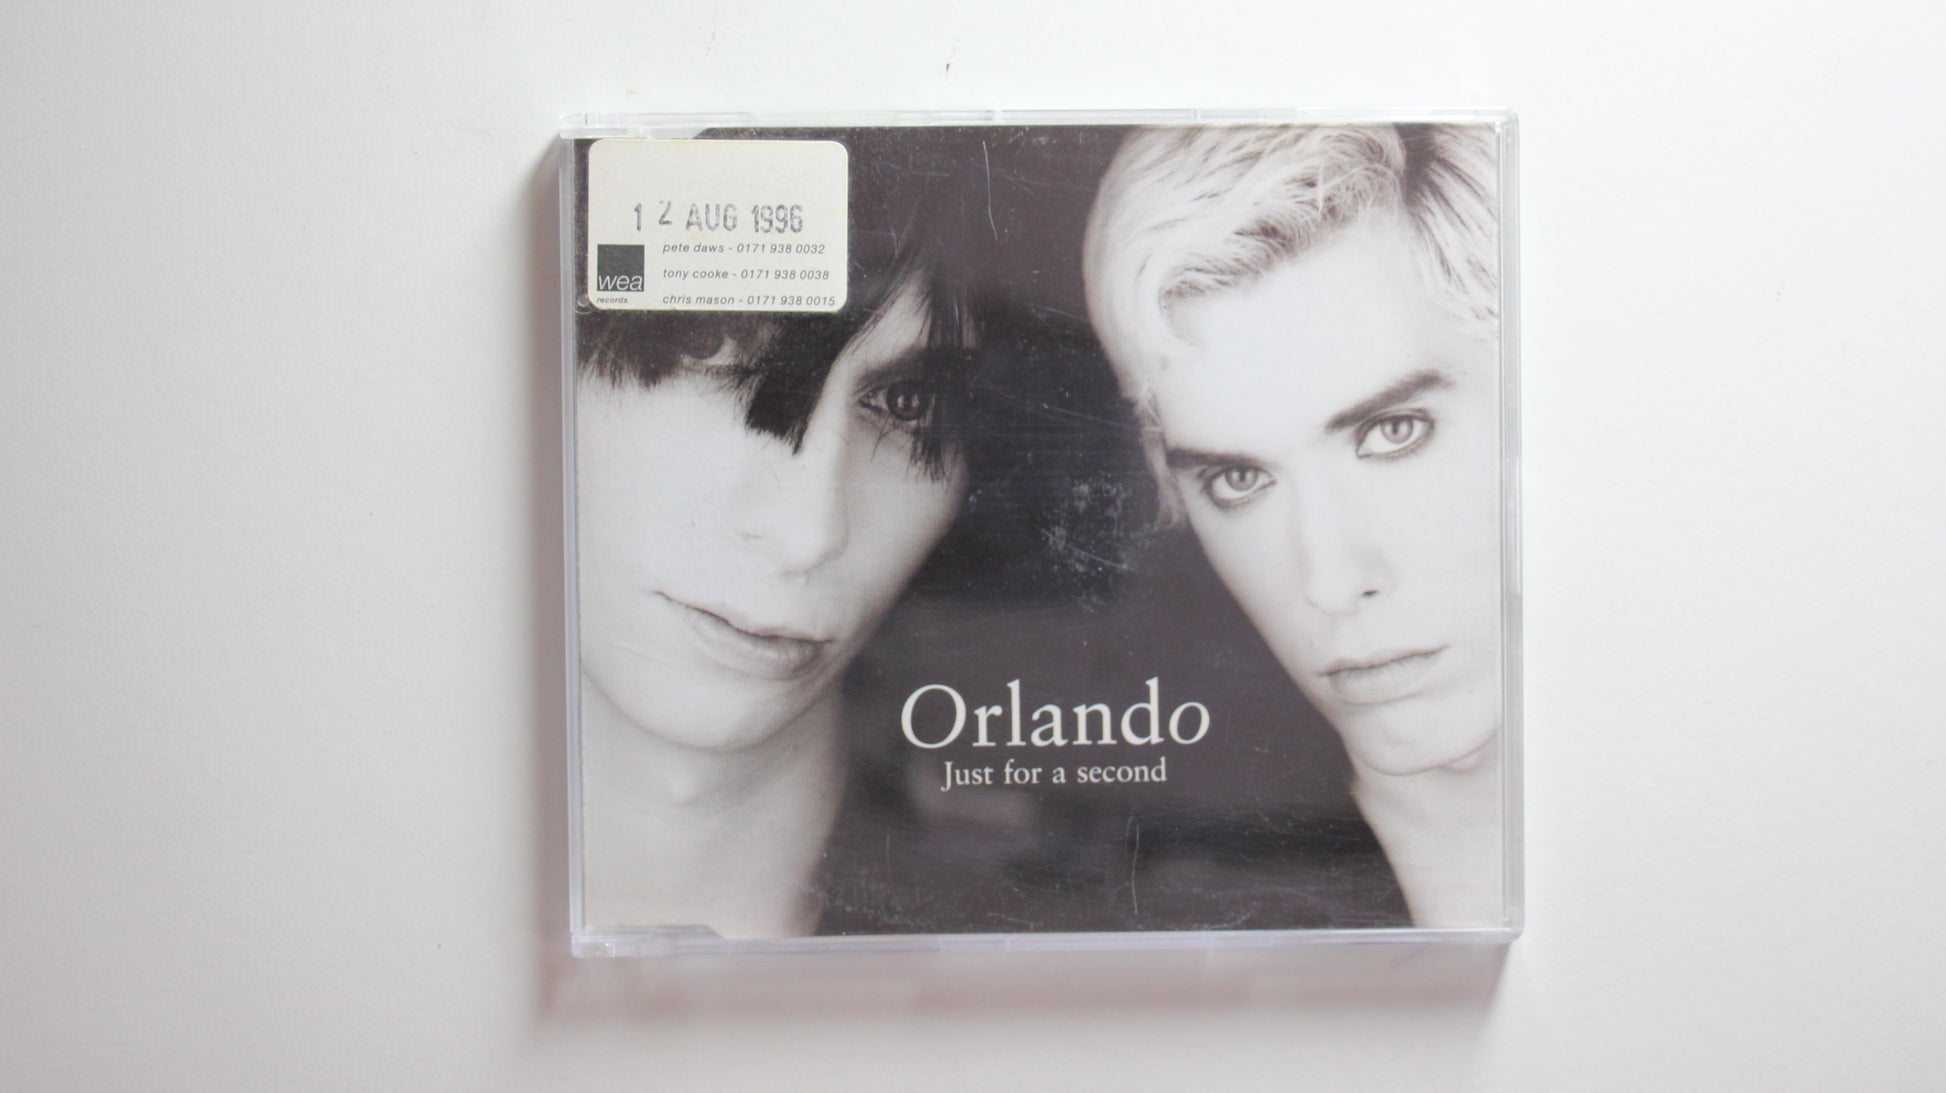 1 2 AUG 1996
pete daws - 0171 938 0032
tony cooke - 0171 938 0038
chris mason - 0171 938 0015
wea
records
Orlando
Just for a second